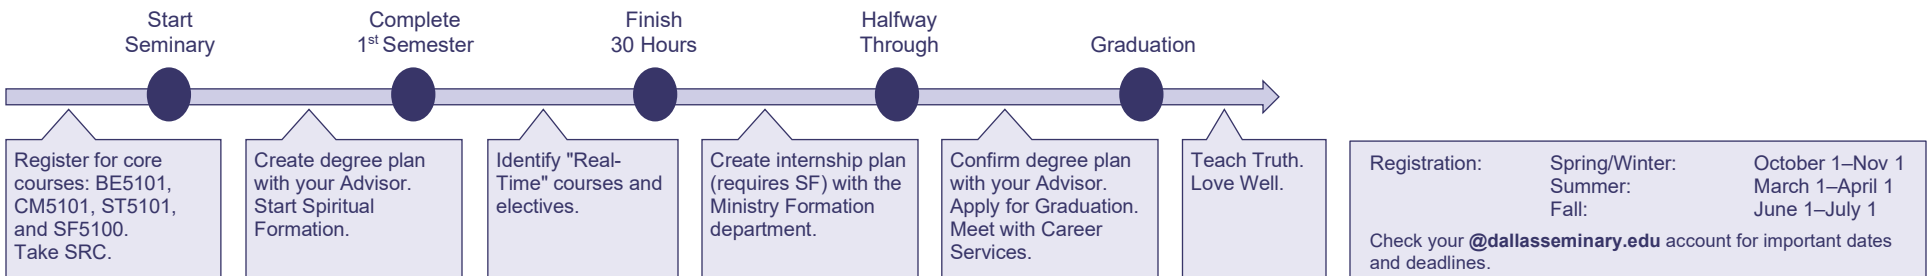 Start
Seminary
Complete
1st Semester
Finish
30 Hours
Halfway
Through
Graduation
Register for core
courses: BE5101,
CM5101, ST5101,
and SF5100.
Take SRC.
Create degree plan
with your Advisor.
Start Spiritual
Formation.
Identify "Real-
Time" courses and
electives.
Create internship plan
(requires SF) with the
Ministry Formation
department.
Confirm degree plan
with your Advisor.
Apply for Graduation.
Meet with Career
Services.
Teach Truth.
Love Well.
Registration: Spring/Winter: October 1–Nov 1
Summer: March 1–April 1
Fall: June 1–July 1
Check your @dallasseminary.edu account for important dates
and deadlines.